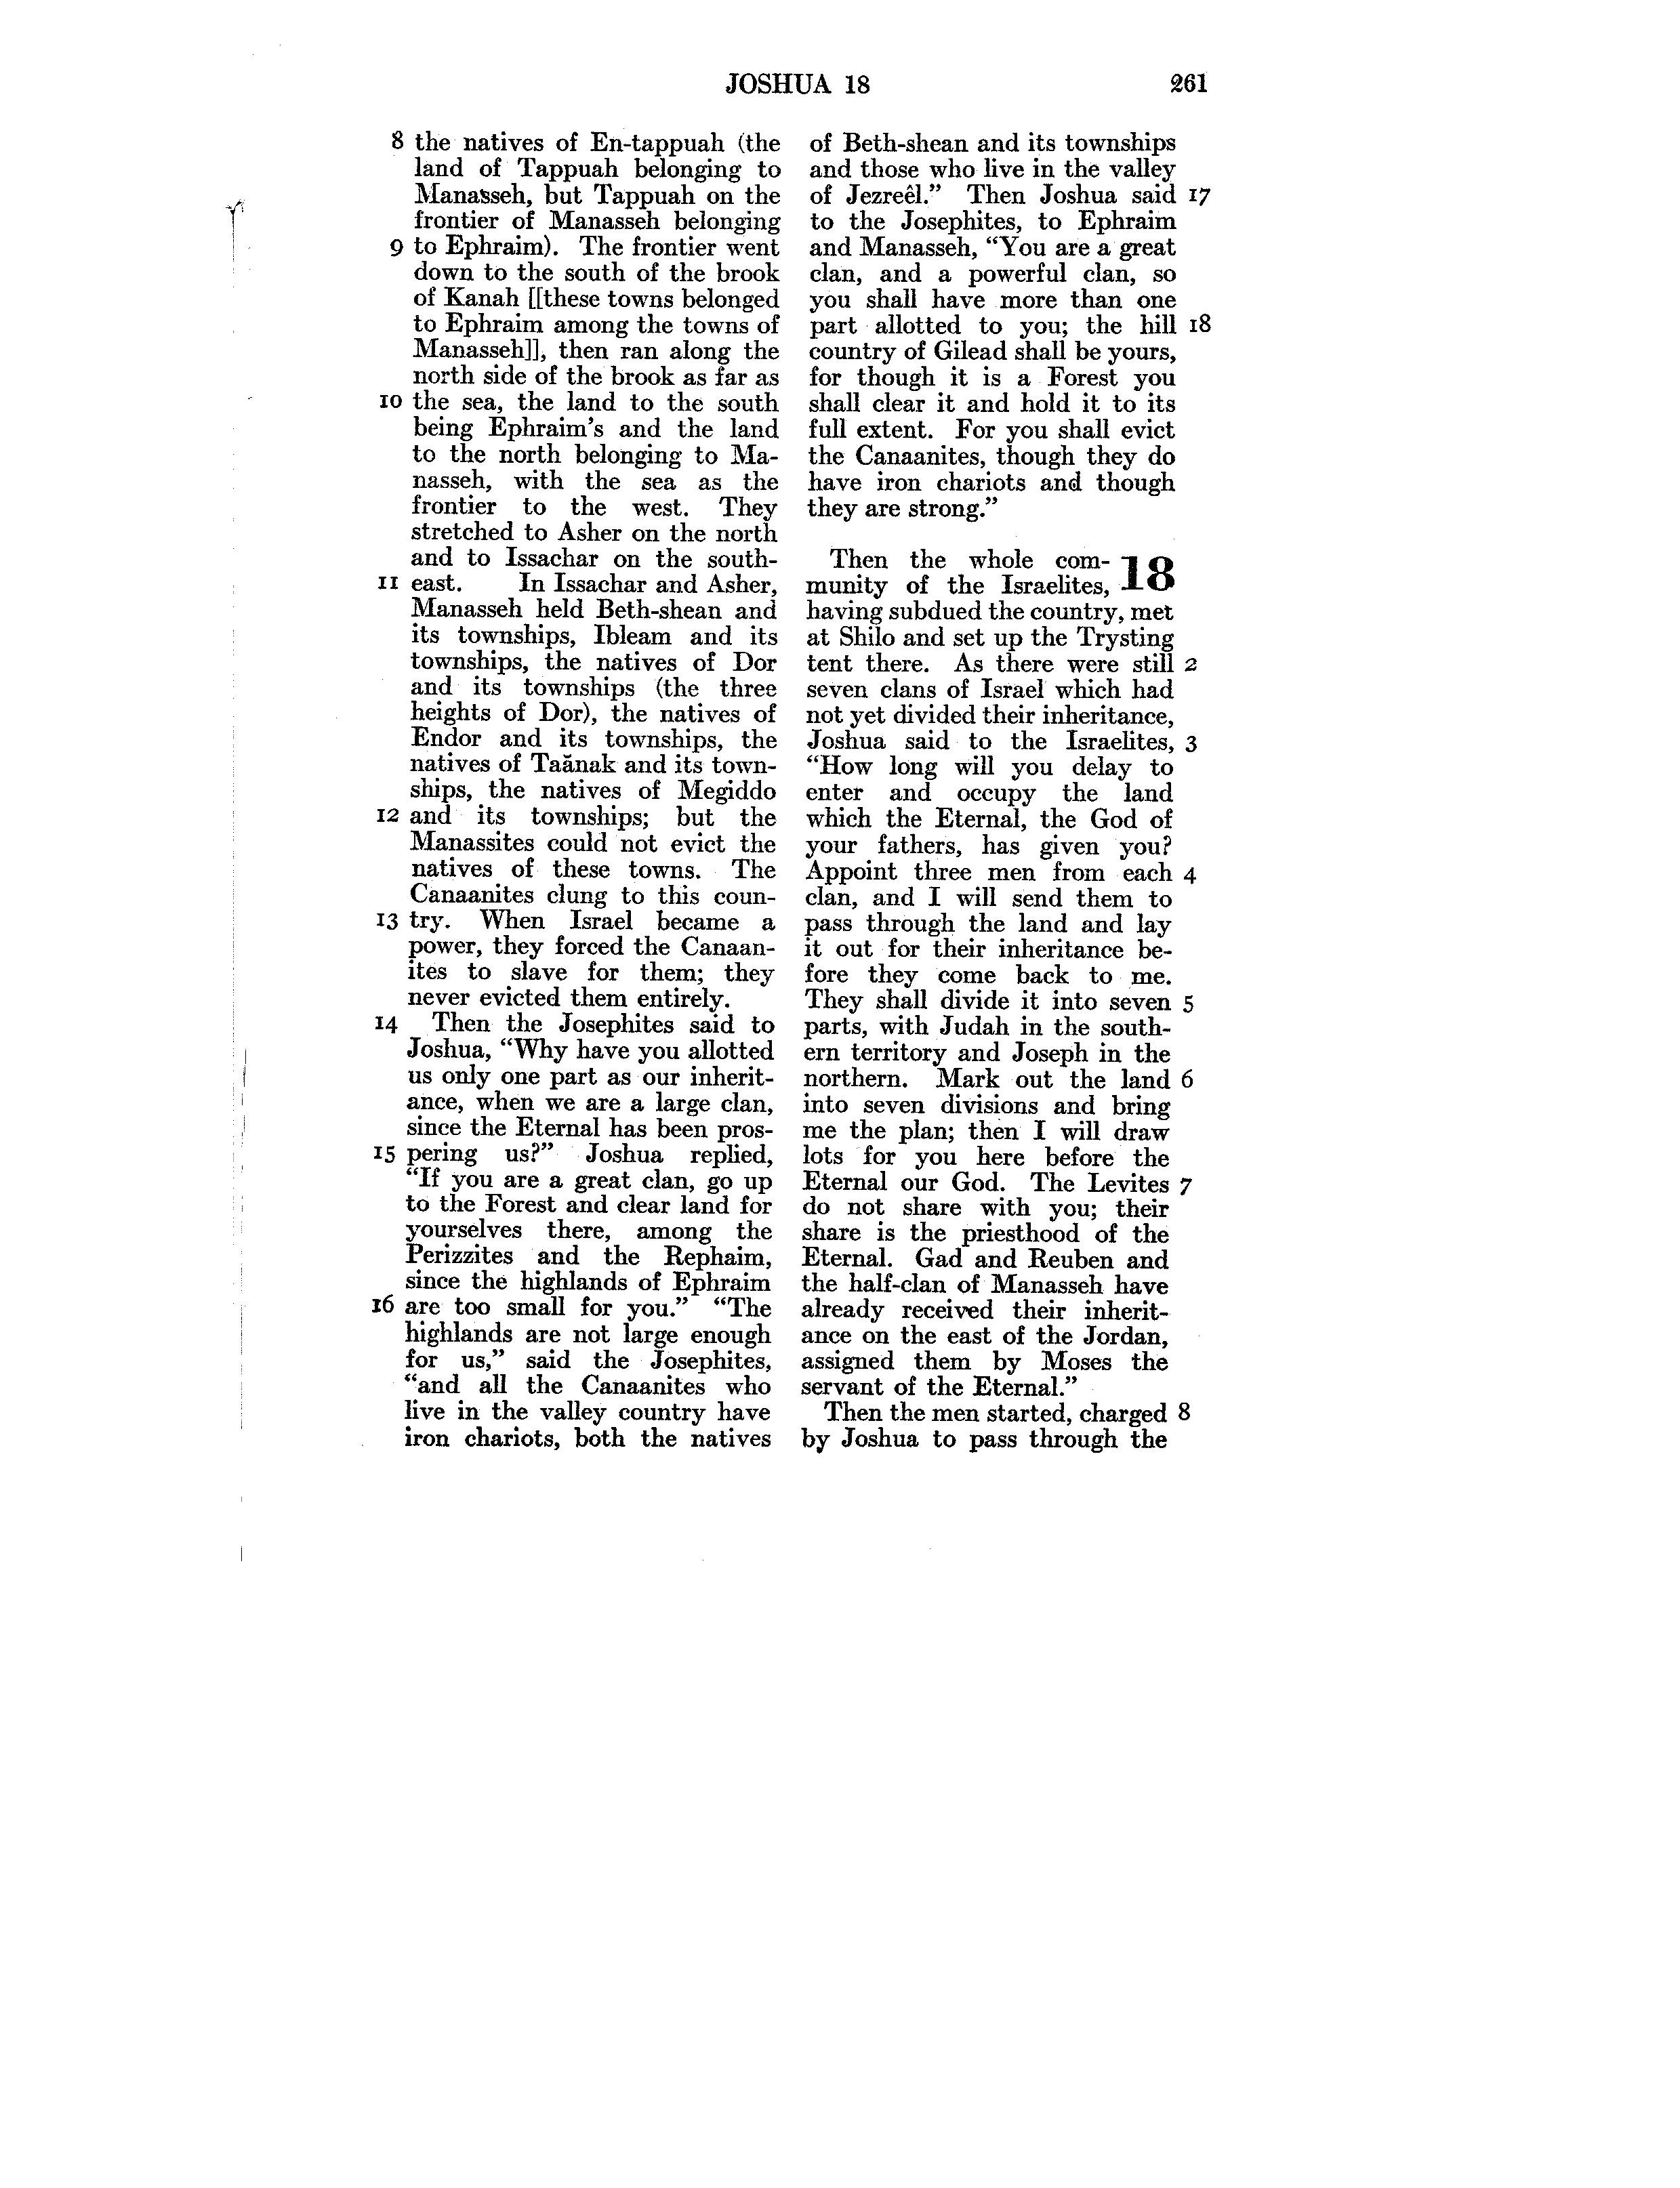 JOSHUA 18 261
8 the natives of En-tappuah (the
land of Tappuah belonging to
Manasseh, but Tappuah on the
frontier of Manasseh belonging
9 to Ephraim). The frontier went
down to the south of the brook
of Kanah [[these towns belonged
to Ephraim among the towns of
Manasseh]], then ran along the
north side of the brook as far as
10 the sea, the land to the south
being Ephraim's and the land
to the north belonging to Ma-
nasseh, with the sea as the
frontier to the west. They
stretched to Asher on the north
and to Issachar on the south-
11 east. In Issachar and Asher,
Manasseh held Beth-shean and
its townships, Ibleam and its
townships, the natives of Dor
and its townships (the three
heights of Dor), the natives of
Endor and its townships, the
natives of Taănak and its town-
ships, the natives of Megiddo
12 and its townships; but the
Manassites could not evict the
natives of these towns. The
Canaanites clung to this coun-
13 try. When Israel became a
power, they forced the Canaan-
ites to slave for them; they
never evicted them entirely.
14 Then the Josephites said to
Joshua, “Why have you allotted
us only one part as our inherit-
ance, when we are a large clan,
since the Eternal has been pros-
15 pering us?” Joshua replied,
“If you are a great clan, go up
to the Forest and clear land for
yourselves there, among the
Perizzites and the Rephaim,
since the highlands of Ephraim
16 are too small for you.” “The
highlands are not large enough
for us,” said the Josephites,
“and all the Canaanites who
live in the valley country have
iron chariots, both the natives
of Beth-shean and its townships
and those who live in the valley
of Jezreêl.” Then Joshua said 17
to the Josephites, to Ephraim
and Manasseh, “You are a great
clan, and a powerful clan, so
you shall have more than one
part allotted to you; the hill 18
country of Gilead shall be yours,
for though it is a Forest you
shall clear it and hold it to its
full extent. For you shall evict
the Canaanites, though they do
have iron chariots and though
they are strong.”
Then the whole com- 18
munity of the Israelites,
having subdued the country, met
at Shilo and set up the Trysting
tent there. As there were still 2
seven clans of Israel which had
not yet divided their inheritance,
Joshua said to the Israelites, 3
“How long will you delay to
enter and occupy the land
which the Eternal, the God of
your fathers, has given you?
Appoint three men from each 4
clan, and I will send them to
pass through the land and lay
it out for their inheritance be-
fore they come back to me.
They shall divide it into seven 5
parts, with Judah in the south-
ern territory and Joseph in the
northern. Mark out the land 6
into seven divisions and bring
me the plan; then I will draw
lots for you here before the
Eternal our God. The Levites 7
do not share with you; their
share is the priesthood of the
Eternal. Gad and Reuben and
the half-clan of Manasseh have
already received their inherit-
ance on the east of the Jordan,
assigned them by Moses the
servant of the Eternal.”
Then the men started, charged 8
by Joshua to pass through the